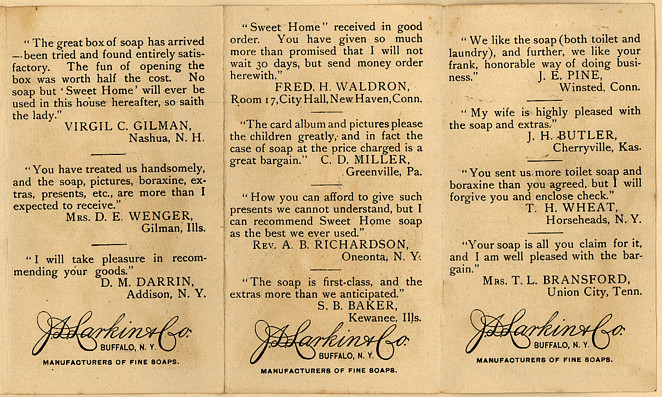 " The great box of soap has arrived
—been tried and found entirely satis-
factory. The fun of opening the
box was worth half the cost. No
soap but ' Sweet Home' will ever be
used in this house hereafter, so saith
the lady."
VIRGIL C. GILMAN,
Nashua, N. H.
"You have treated us handsomely,
and the soap, pictures, boraxine, ex-
tras, presents, etc., are more than I
expected to receive."
MRS. D. E. WENGER,
Gilman, Ills.
" I will take pleasure in recom-
mending your goods."
D. M. DARRIN,
Addison, N. Y.
J. D. Larkin & Co.
BUFFALO, N. Y.
MANUFACTURERS OF FINE SOAPS.
" Sweet Home" received in good
order. You have given so much
more than promised that I will not
wait 30 days, but send money order
herewith."
FRED. H. WALDRON,
Room 17, City Hall, New Haven, Conn.
"The card album and pictures please
the children greatly, and in fact the
case of soap at the price charged is a
great bargain." C. D. MILLER,
Greenville, Pa.
" How you can afford to give such
presents we cannot understand, but I
can recommend Sweet Home soap
as the best we ever used."
REV. A. B. RICHARDSON,
Oneonta, N. Y.
"The soap is first-class, and the
extras more than we anticipated."
S. B. BAKER,
Kewanee, Ills.
J. D. Larkin & Co.
BUFFALO, N. Y.
MANUFACTURERS OF FINE SOAPS.
"We like the soap (both toilet and
laundry), and further, we like your
frank, honorable way of doing busi-
ness." J. E. PINE,
Winsted, Conn.
" My wife is highly pleased with
the soap and extras."
J. H. BUTLER,
Cherryville, Kas.
"You sent us more toilet soap and
boraxine than you agreed, but I will
forgive you and enclose check."
T. H. WHEAT,
Horseheads, N. Y.
"Your soap is all you claim for it,
and I am well pleased with the bar-
gain."
MRS. T. L. BRANSFORD,
Union City, Tenn.
J. D. Larkin & Co.
BUFFALO, N. Y.
MANUFACTURERS OF FINE SOAPS.